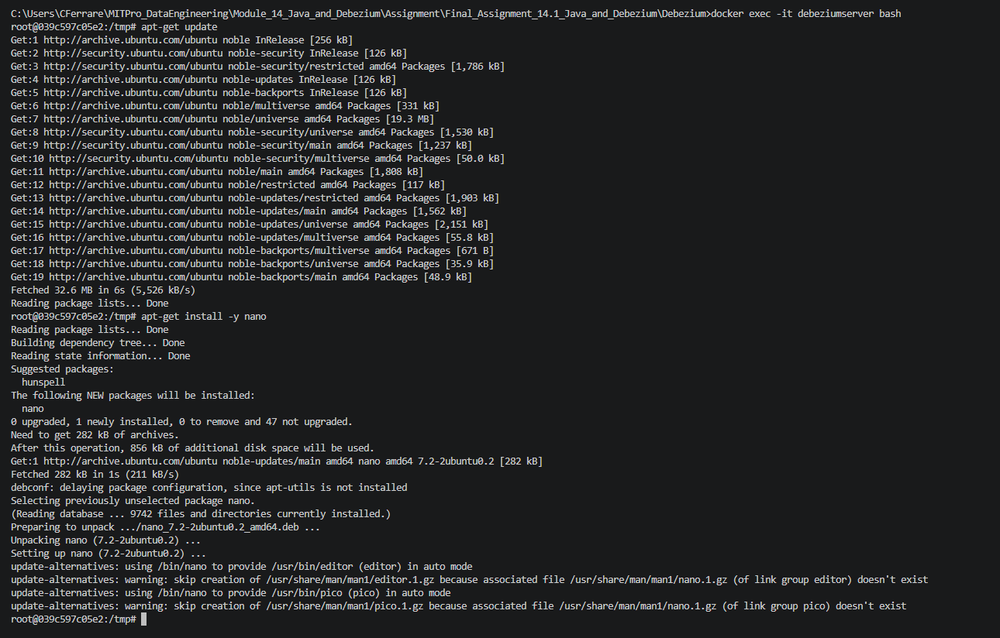 C:\Users\CFerrare\MITPro_DataEngineering\Module_14_Java_and_Debezium\Assignment\Final_Assignment_14.1_Java_and_Debezium\Debezium>docker exec -it debeziumserver bash
root@039c597c05e2:/tmp# apt-get update
Get:1 http://archive.ubuntu.com/ubuntu noble InRelease [256 kB]
Get:2 http://security.ubuntu.com/ubuntu noble-security InRelease [126 kB]
Get:3 http://security.ubuntu.com/ubuntu noble-security/restricted amd64 Packages [1,786 kB]
Get:4 http://archive.ubuntu.com/ubuntu noble-updates InRelease [126 kB]
Get:5 http://archive.ubuntu.com/ubuntu noble-backports InRelease [126 kB]
Get:6 http://archive.ubuntu.com/ubuntu noble/multiverse amd64 Packages [331 kB]
Get:7 http://archive.ubuntu.com/ubuntu noble/universe amd64 Packages [19.3 MB]
Get:8 http://security.ubuntu.com/ubuntu noble-security/universe amd64 Packages [1,530 kB]
Get:9 http://security.ubuntu.com/ubuntu noble-security/main amd64 Packages [1,237 kB]
Get:10 http://security.ubuntu.com/ubuntu noble-security/multiverse amd64 Packages [50.0 kB]
Get:11 http://archive.ubuntu.com/ubuntu noble/main amd64 Packages [1,808 kB]
Get:12 http://archive.ubuntu.com/ubuntu noble/restricted amd64 Packages [117 kB]
Get:13 http://archive.ubuntu.com/ubuntu noble-updates/restricted amd64 Packages [1,903 kB]
Get:14 http://archive.ubuntu.com/ubuntu noble-updates/main amd64 Packages [1,562 kB]
Get:15 http://archive.ubuntu.com/ubuntu noble-updates/universe amd64 Packages [2,151 kB]
Get:16 http://archive.ubuntu.com/ubuntu noble-updates/multiverse amd64 Packages [55.8 kB]
Get:17 http://archive.ubuntu.com/ubuntu noble-backports/multiverse amd64 Packages [671 B]
Get:18 http://archive.ubuntu.com/ubuntu noble-backports/universe amd64 Packages [35.9 kB]
Get:19 http://archive.ubuntu.com/ubuntu noble-backports/main amd64 Packages [48.9 kB]
Fetched 32.6 MB in 6s (5,526 kB/s)
Reading package lists... Done
root@039c597c05e2:/tmp# apt-get install -y nano
Reading package lists... Done
Building dependency tree... Done
Reading state information... Done
Suggested packages:
  hunspell
The following NEW packages will be installed:
  nano
0 upgraded, 1 newly installed, 0 to remove and 47 not upgraded.
Need to get 282 kB of archives.
After this operation, 856 kB of additional disk space will be used.
Get:1 http://archive.ubuntu.com/ubuntu noble-updates/main amd64 nano amd64 7.2-2ubuntu0.2 [282 kB]
Fetched 282 kB in 1s (211 kB/s)
debconf: delaying package configuration, since apt-utils is not installed
Selecting previously unselected package nano.
(Reading database ... 9742 files and directories currently installed.)
Preparing to unpack .../nano_7.2-2ubuntu0.2_amd64.deb ...
Unpacking nano (7.2-2ubuntu0.2) ...
Setting up nano (7.2-2ubuntu0.2) ...
update-alternatives: using /bin/nano to provide /usr/bin/editor (editor) in auto mode
update-alternatives: warning: skip creation of /usr/share/man/man1/editor.1.gz because associated file /usr/share/man/man1/nano.1.gz (of link group editor) doesn't exist
update-alternatives: using /bin/nano to provide /usr/bin/pico (pico) in auto mode
update-alternatives: warning: skip creation of /usr/share/man/man1/pico.1.gz because associated file /usr/share/man/man1/nano.1.gz (of link group pico) doesn't exist
root@039c597c05e2:/tmp#